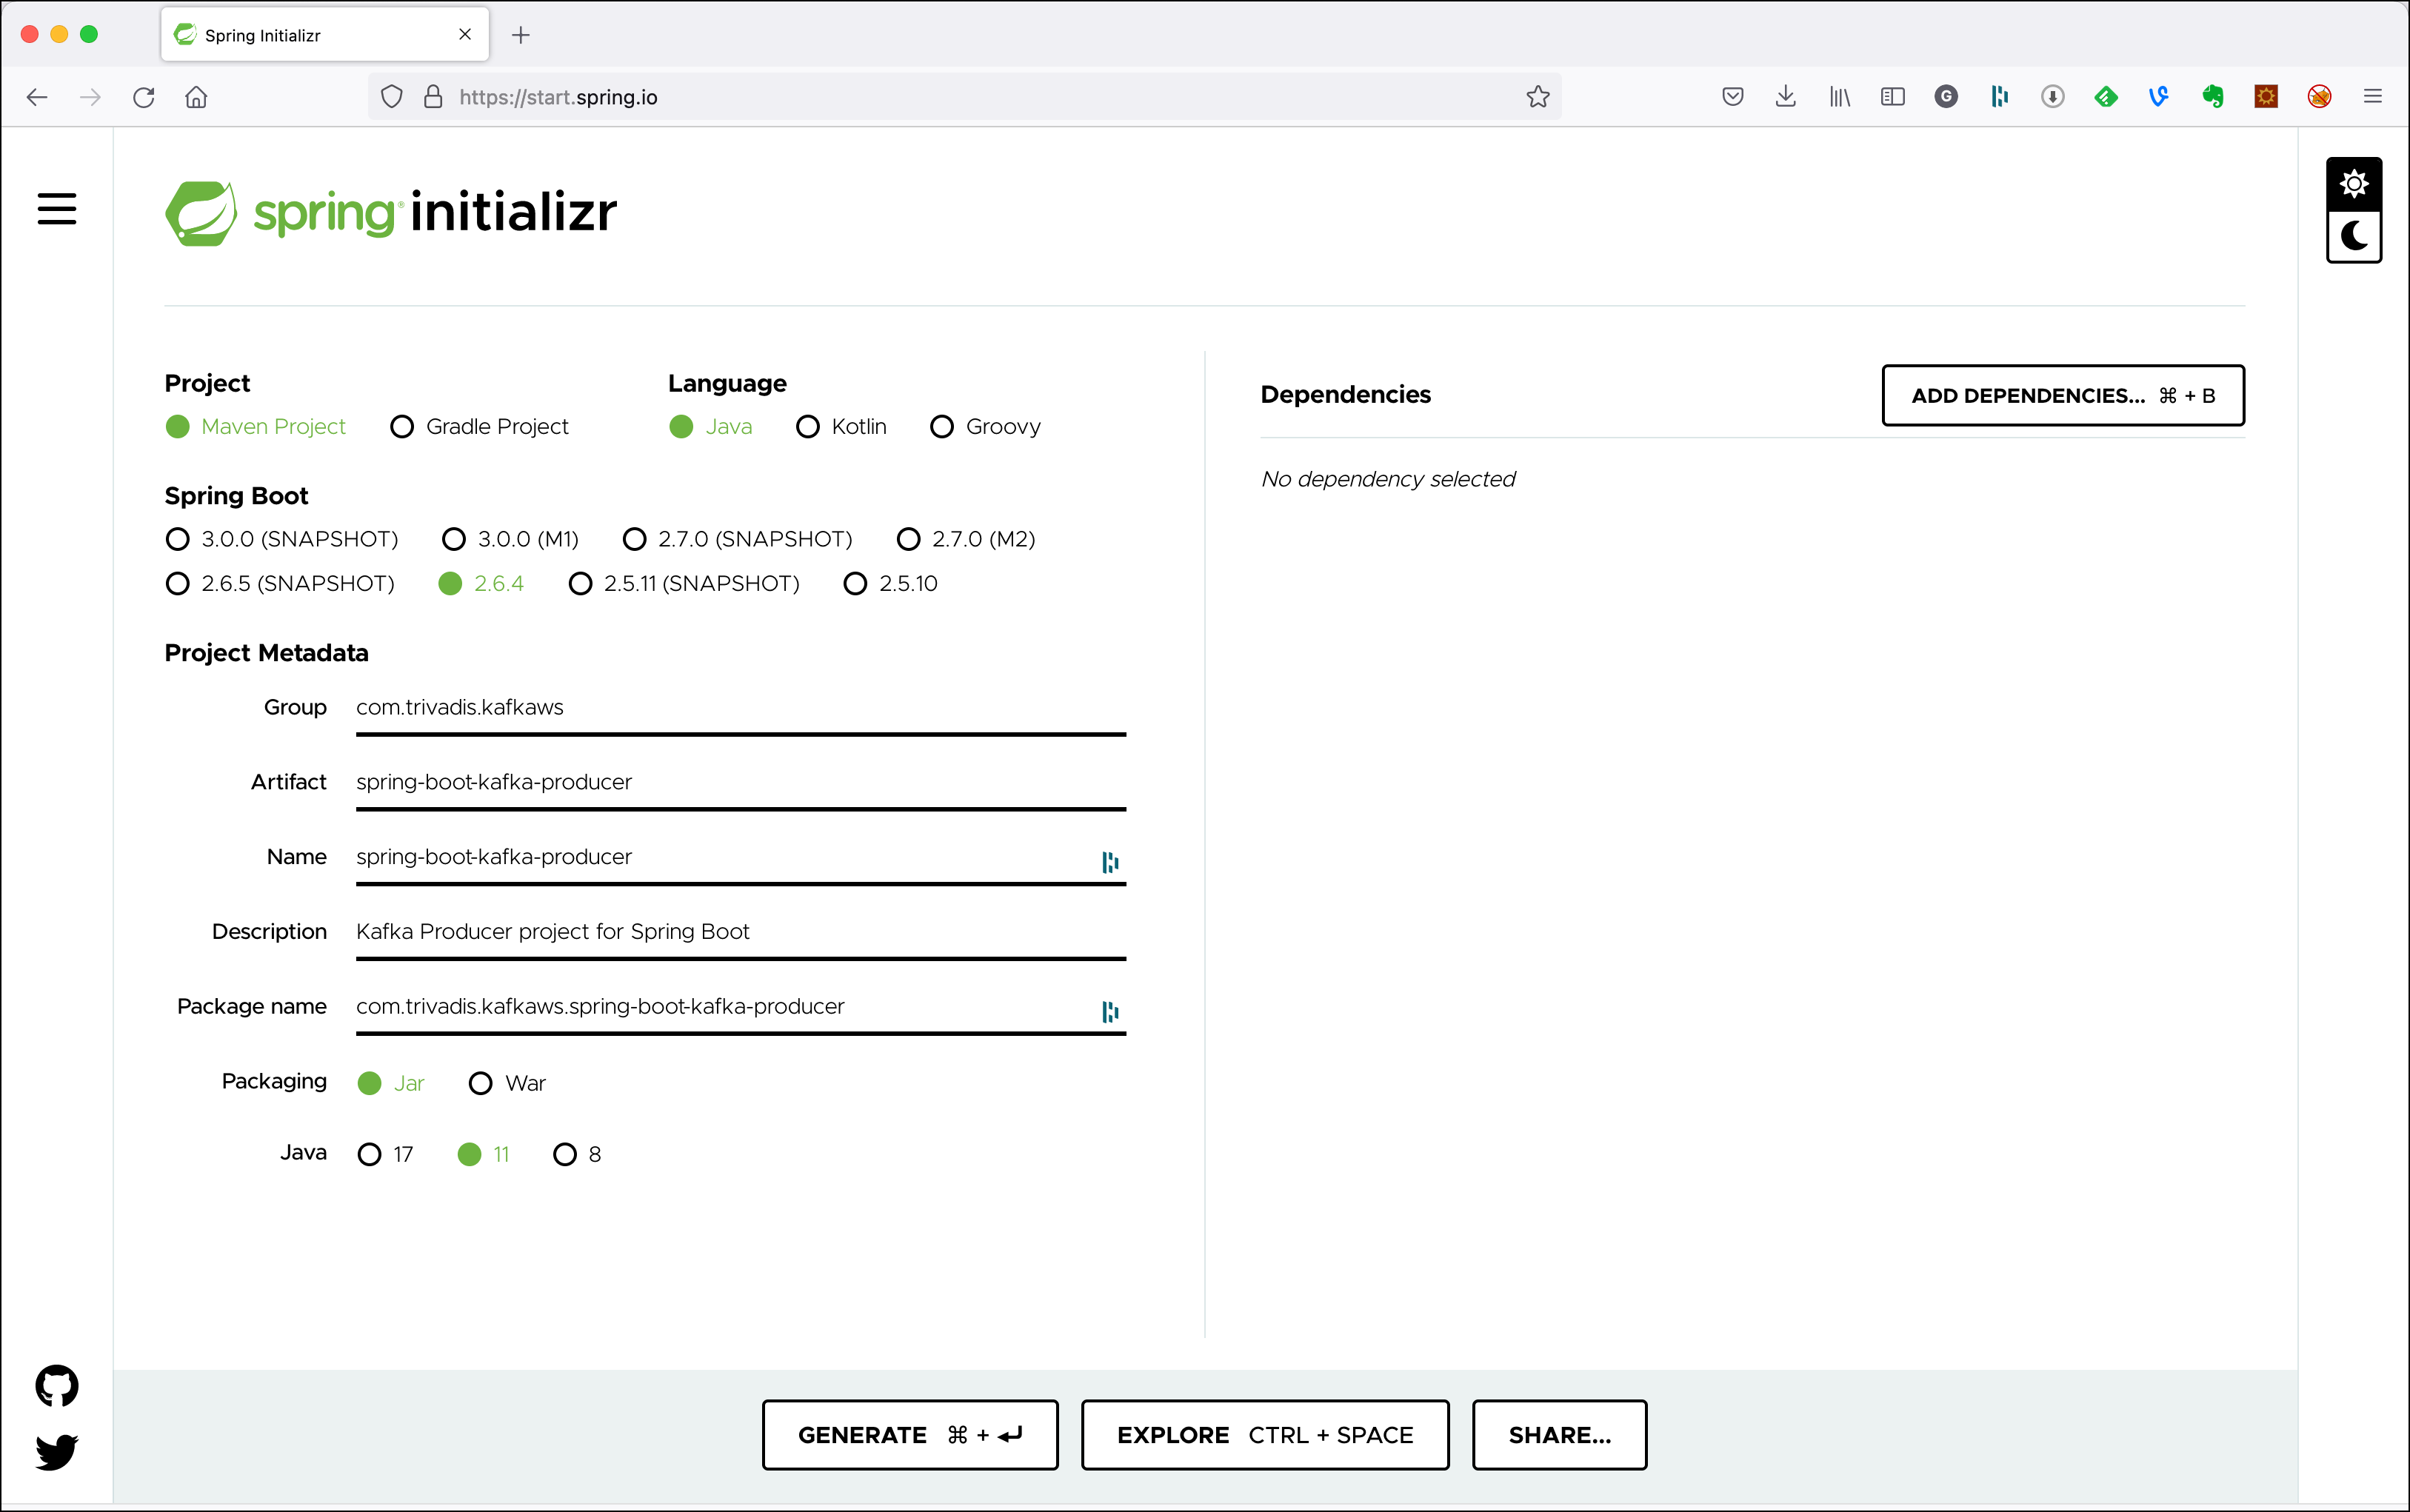 Spring Initializr
https://start.spring.io
G
spring® initializr
Project
Maven Project Gradle Project
Language
Java Kotlin Groovy
Spring Boot
3.0.0 (SNAPSHOT) 3.0.0 (M1) 2.7.0 (SNAPSHOT) 2.7.0 (M2)
2.6.5 (SNAPSHOT) 2.6.4 2.5.11 (SNAPSHOT) 2.5.10
Project Metadata
Group com.trivadis.kafkaws
Artifact spring-boot-kafka-producer
Name spring-boot-kafka-producer
Description Kafka Producer project for Spring Boot
Package name com.trivadis.kafkaws.spring-boot-kafka-producer
Packaging Jar War
Java 17 11 8
Dependencies
ADD DEPENDENCIES... ⌘ + B
No dependency selected
GENERATE ⌘ + ⏎
EXPLORE CTRL + SPACE
SHARE...